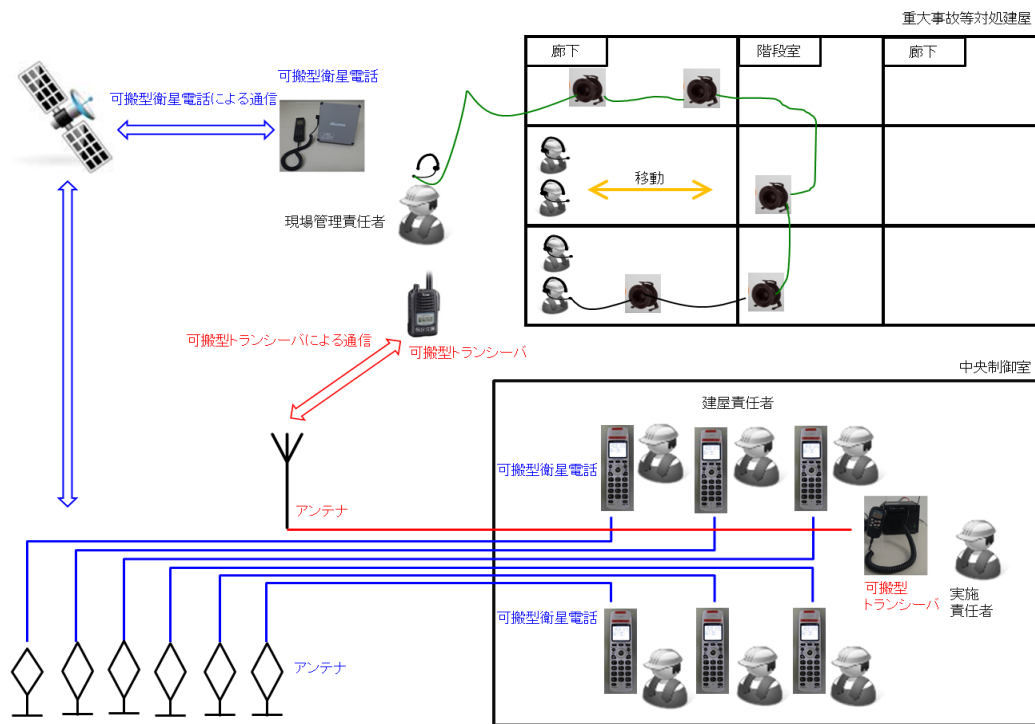 重大事故等対処建屋
廊下
階段室
廊下
可搬型衛星電話
可搬型衛星電話による通信
移動
現場管理責任者
可搬型トランシーバによる通信
可搬型トランシーバ
中央制御室
建屋責任者
可搬型衛星電話
アンテナ
可搬型
トランシーバ
実施
責任者
可搬型衛星電話
アンテナ